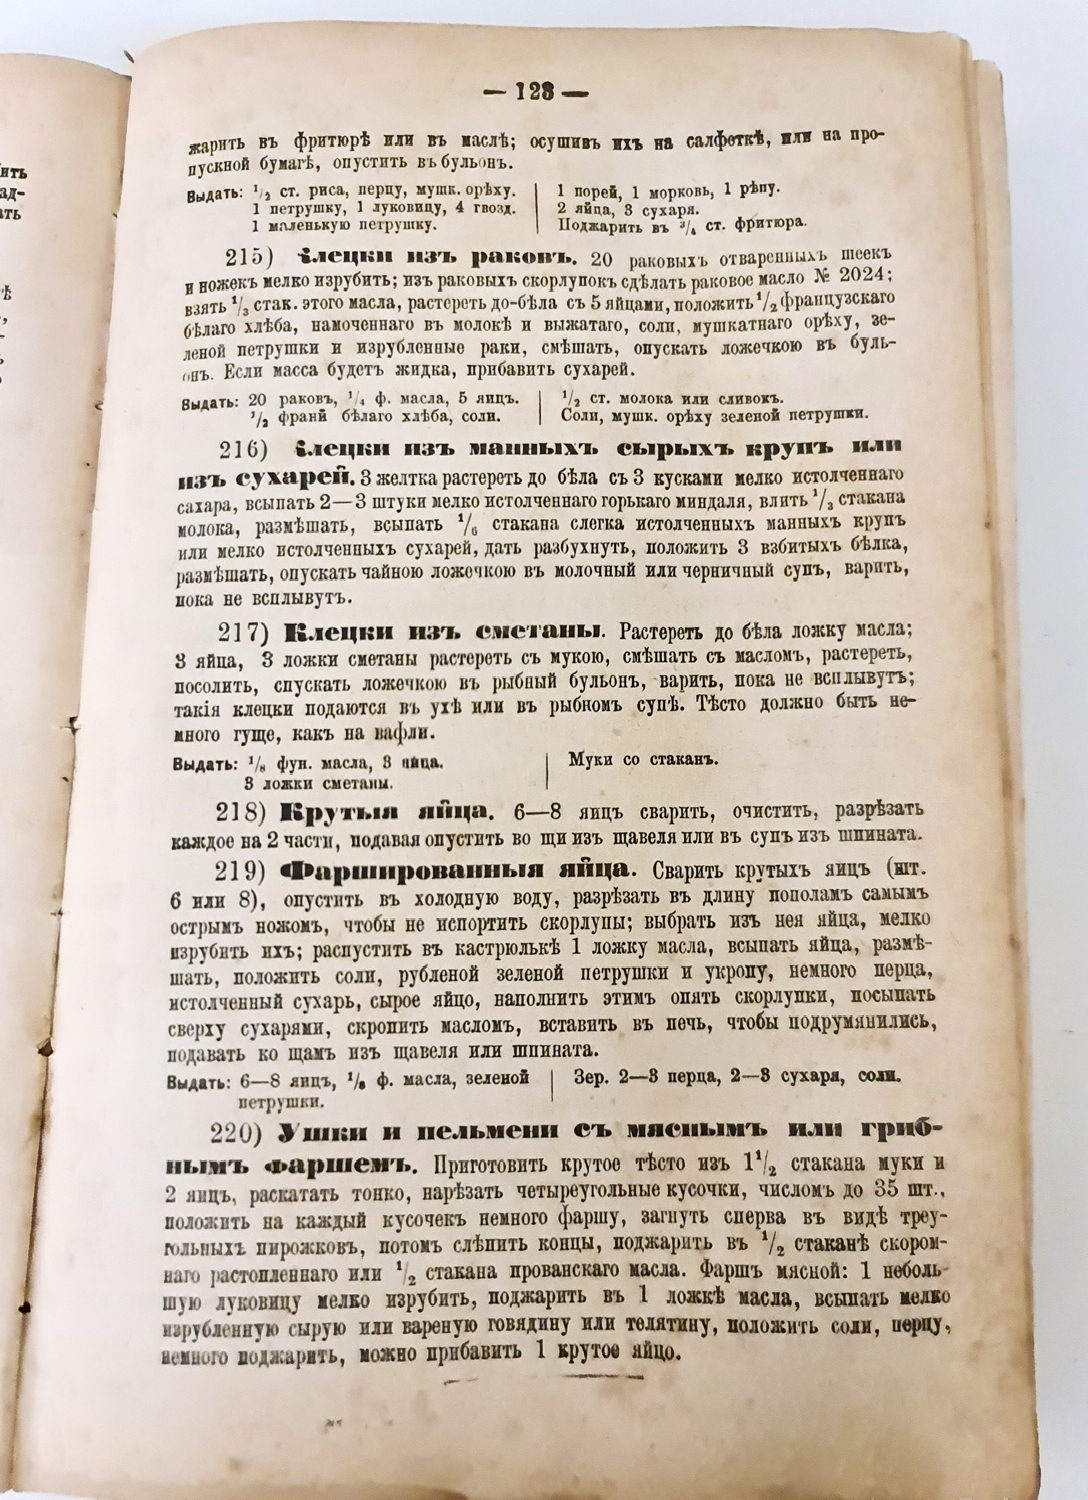 ить
ад-
ать
ѣ
— 128 —
жарить въ фритюрѣ или въ маслѣ; осушивъ ихъ на салфеткѣ, или на про-
пускной бумагѣ, опустить въ бульонъ.
Выдать: 1/2 ст. риса, перцу, мушк. орѣху.
1 петрушку, 1 луковицу, 4 гвозд.
1 маленькую петрушку.
1 порей, 1 морковь, 1 рѣпу.
2 яйца, 3 сухаря.
Поджарить въ 3/4 ст. фритюра.
215) Клецки изъ раковъ. 20 раковыхъ отваренныхъ шеекъ
и ножекъ мелко изрубить; изъ раковыхъ скорлупокъ сдѣлать раковое масло № 2024;
взять 1/3 стак. этого масла, растереть до-бѣла съ 5 яйцами, положить 1/2 французскаго
бѣлаго хлѣба, намоченнаго въ молокѣ и выжатаго, соли, мушкатнаго орѣху, зе-
леной петрушки и изрубленные раки, смѣшать, опускать ложечкою въ буль-
онъ. Если масса будетъ жидка, прибавить сухарей.
Выдать: 20 раковъ, 1/4 ф. масла, 5 яицъ.
1/2 франй бѣлаго хлѣба, соли.
1/2 ст. молока или сливокъ.
Соли, мушк. орѣху зеленой петрушки.
216) Клецки изъ манныхъ сырыхъ крупъ или
изъ сухарей. 3 желтка растереть до бѣла съ 3 кусками мелко истолченнаго
сахара, всыпать 2—3 штуки мелко истолченнаго горькаго миндаля, влить 1/3 стакана
молока, размѣшать, всыпать 1/6 стакана слегка истолченныхъ манныхъ крупъ
или мелко истолченныхъ сухарей, дать разбухнуть, положить 3 взбитыхъ бѣлка,
размѣшать, опускать чайною ложечкою въ молочный или черничный супъ, варить,
пока не всплывутъ.
217) Клецки изъ сметаны. Растереть до бѣла ложку масла;
3 яйца, 3 ложки сметаны растереть съ мукою, смѣшать съ масломъ, растереть,
посолить, спускать ложечкою въ рыбный бульонъ, варить, пока не всплывутъ;
такія клецки подаются въ ухѣ или въ рыбномъ супѣ. Тѣсто должно быть не-
много гуще, какъ на вафли.
Выдать: 1/8 фун. масла, 3 яйца.
3 ложки сметаны.
Муки со стаканъ.
218) Крутыя яйца. 6—8 яицъ сварить, очистить, разрѣзать
каждое на 2 части, подавая опустить во щи изъ щавеля или въ супъ изъ шпината.
219) Фаршированныя яйца. Сварить крутыхъ яицъ (шт.
6 или 8), опустить въ холодную воду, разрѣзать въ длину пополамъ самымъ
острымъ ножомъ, чтобы не испортить скорлупы; выбрать изъ нея яйца, мелко
изрубить ихъ; распустить въ кастрюлькѣ 1 ложку масла, всыпать яйца, размѣ-
шать, положить соли, рубленой зеленой петрушки и укропу, немного перца,
истолченный сухарь, сырое яйцо, наполнить этимъ опять скорлупки, посыпать
сверху сухарями, скропить масломъ, вставить въ печь, чтобы подрумянились,
подавать ко щамъ изъ щавеля или шпината.
Выдать: 6—8 яицъ, 1/8 ф. масла, зеленой
петрушки.
Зер. 2—3 перца, 2—3 сухаря, соли.
220) Ушки и пельмени съ мяснымъ или гриб-
нымъ фаршемъ. Приготовить крутое тѣсто изъ 1 1/2 стакана муки и
2 яицъ, раскатать тонко, нарѣзать четыреугольные кусочки, числомъ до 35 шт.,
положить на каждый кусочекъ немного фаршу, загнуть сперва въ видѣ треу-
гольныхъ пирожковъ, потомъ слѣпить концы, поджарить въ 1/2 стаканѣ скором-
наго растопленнаго или 1/2 стакана прованскаго масла. Фаршъ мясной: 1 неболь-
шую луковицу мелко изрубить, поджарить въ 1 ложкѣ масла, всыпать мелко
изрубленную сырую или вареную говядину или телятину, положить соли, перцу,
немного поджарить, можно прибавить 1 крутое яйцо.